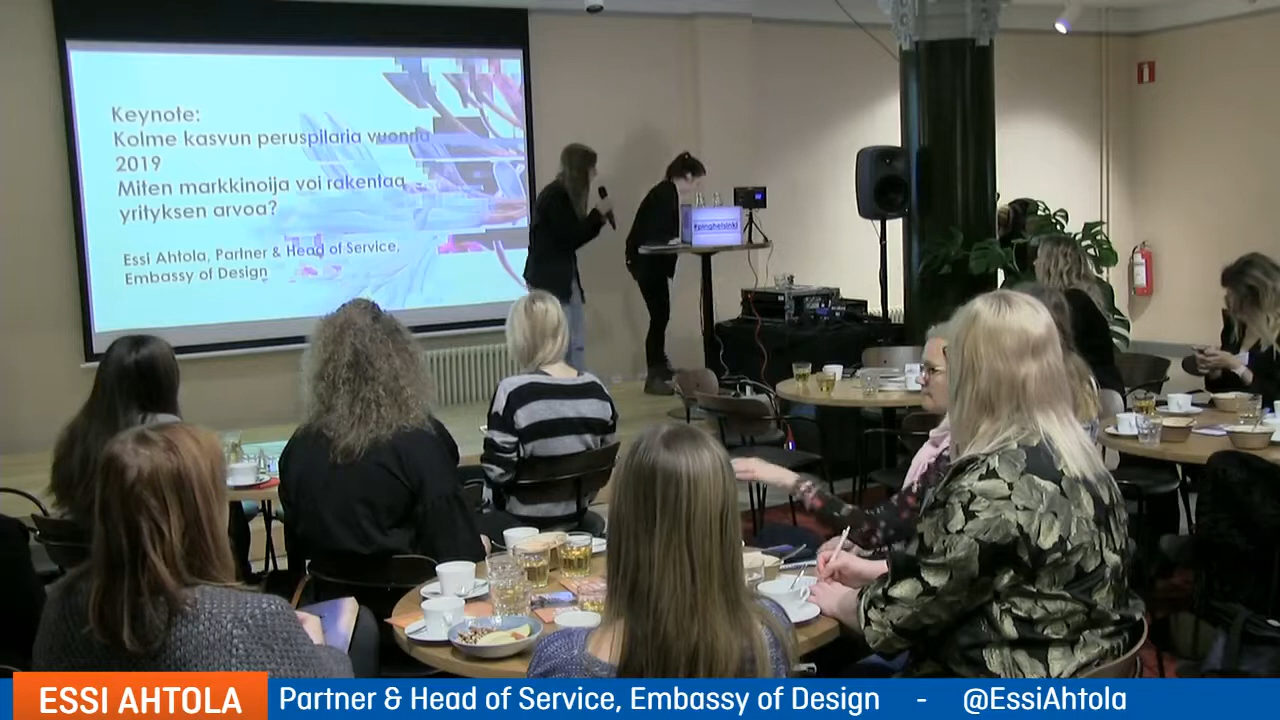 Keynote:
Kolme kasvun peruspilaria vuonna
2019
Miten markkinoija voi rakentaa
yrityksen arvoa?
Essi Ahtola, Partner & Head of Service,
Embassy of Design
#pinghelsinki
ESSI AHTOLA
Partner & Head of Service, Embassy of Design - @EssiAhtola